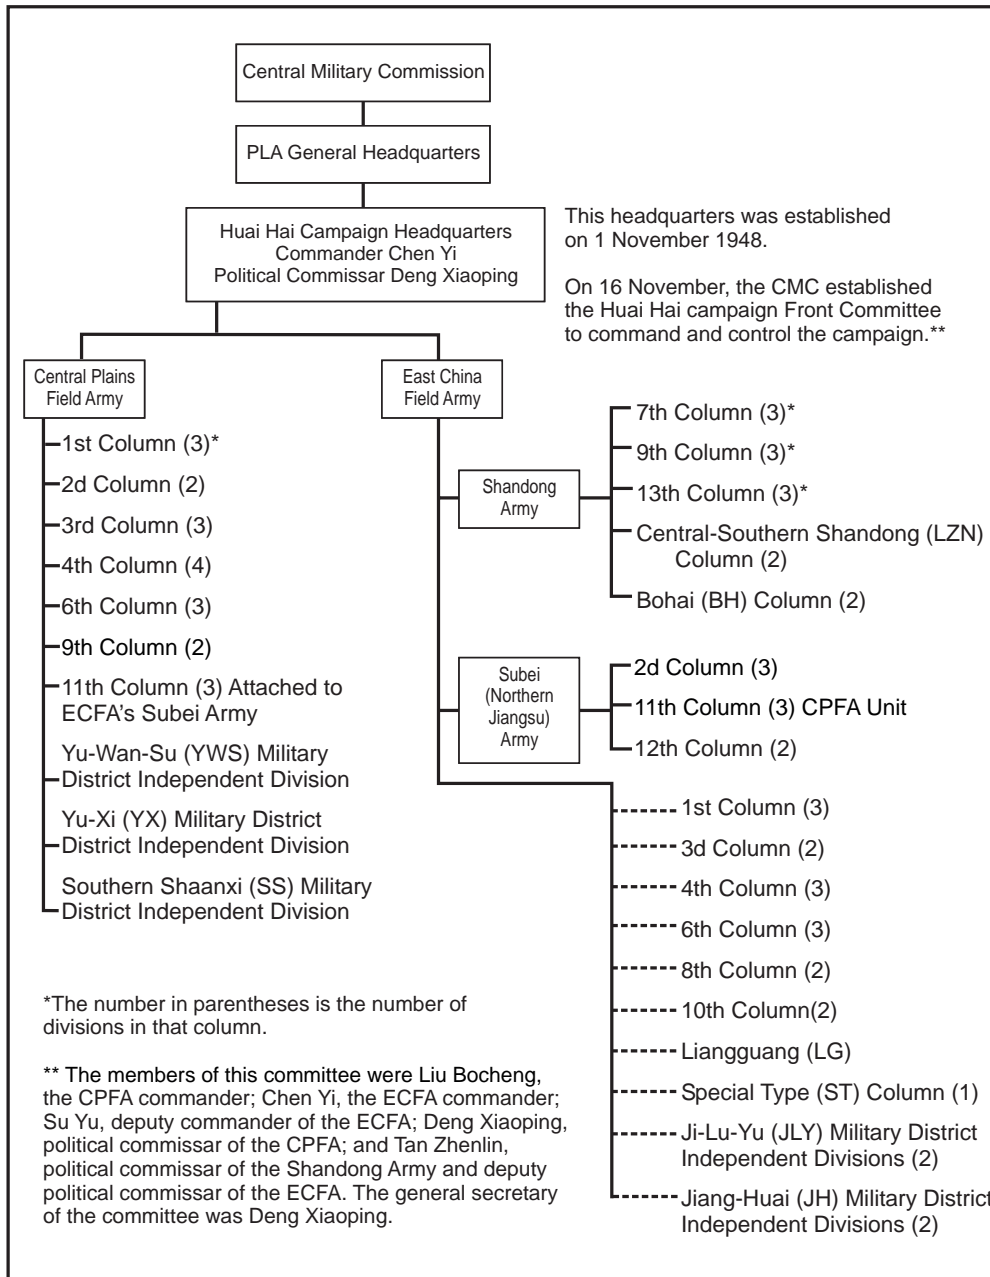 Central Military Commission
PLA General Headquarters
Huai Hai Campaign Headquarters
Commander Chen Yi
Political Commissar Deng Xiaoping
This headquarters was established
on 1 November 1948.
On 16 November, the CMC established
the Huai Hai campaign Front Committee
to command and control the campaign.**
Central Plains
Field Army
1st Column (3)*
2d Column (2)
3rd Column (3)
4th Column (4)
6th Column (3)
9th Column (2)
11th Column (3) Attached to
ECFA's Subei Army
Yu-Wan-Su (YWS) Military
District Independent Division
Yu-Xi (YX) Military District
District Independent Division
Southern Shaanxi (SS) Military
District Independent Division
East China
Field Army
Shandong
Army
7th Column (3)*
9th Column (3)*
13th Column (3)*
Central-Southern Shandong (LZN)
Column (2)
Bohai (BH) Column (2)
Subei
(Northern
Jiangsu)
Army
2d Column (3)
11th Column (3) CPFA Unit
12th Column (2)
1st Column (3)
3d Column (2)
4th Column (3)
6th Column (3)
8th Column (2)
10th Column(2)
Liangguang (LG)
Special Type (ST) Column (1)
Ji-Lu-Yu (JLY) Military District
Independent Divisions (2)
Jiang-Huai (JH) Military District
Independent Divisions (2)
*The number in parentheses is the number of
divisions in that column.
** The members of this committee were Liu Bocheng,
the CPFA commander; Chen Yi, the ECFA commander;
Su Yu, deputy commander of the ECFA; Deng Xiaoping,
political commissar of the CPFA; and Tan Zhenlin,
political commissar of the Shandong Army and deputy
political commissar of the ECFA. The general secretary
of the committee was Deng Xiaoping.